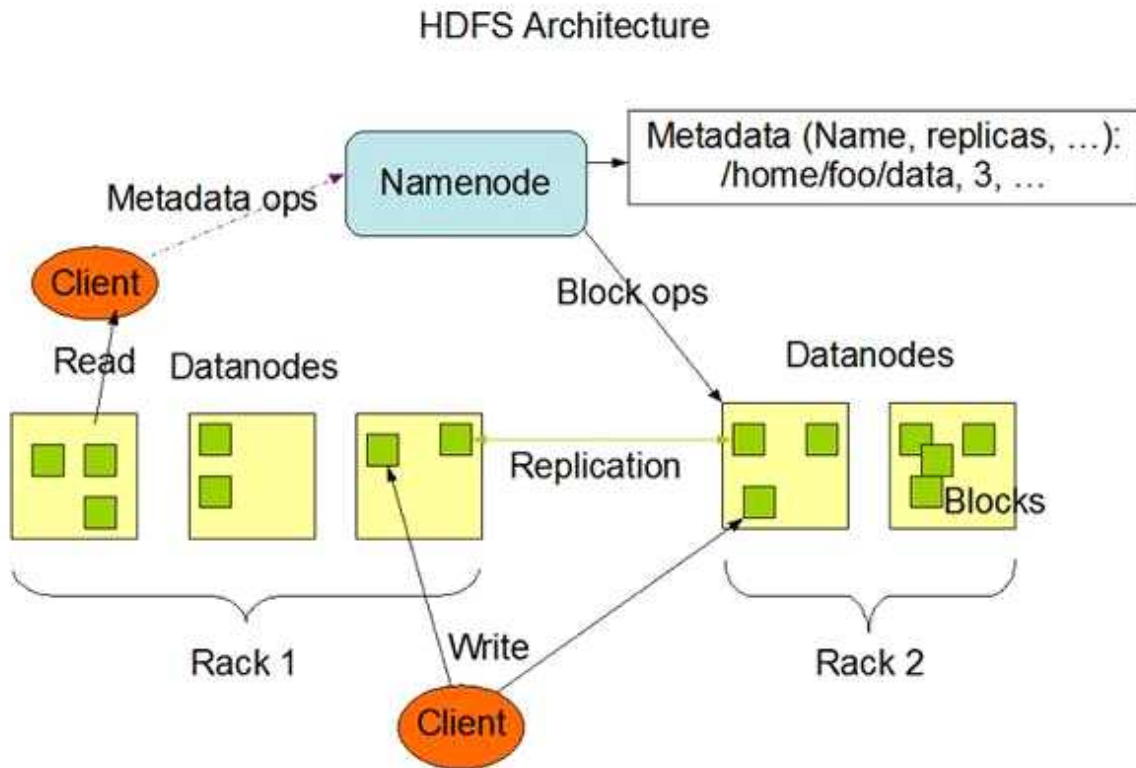 HDFS Architecture
Metadata (Name, replicas, …):
/home/foo/data, 3, …
Namenode
Metadata ops
Client
Block ops
Read
Datanodes
Datanodes
Replication
Blocks
Rack 1
Write
Rack 2
Client